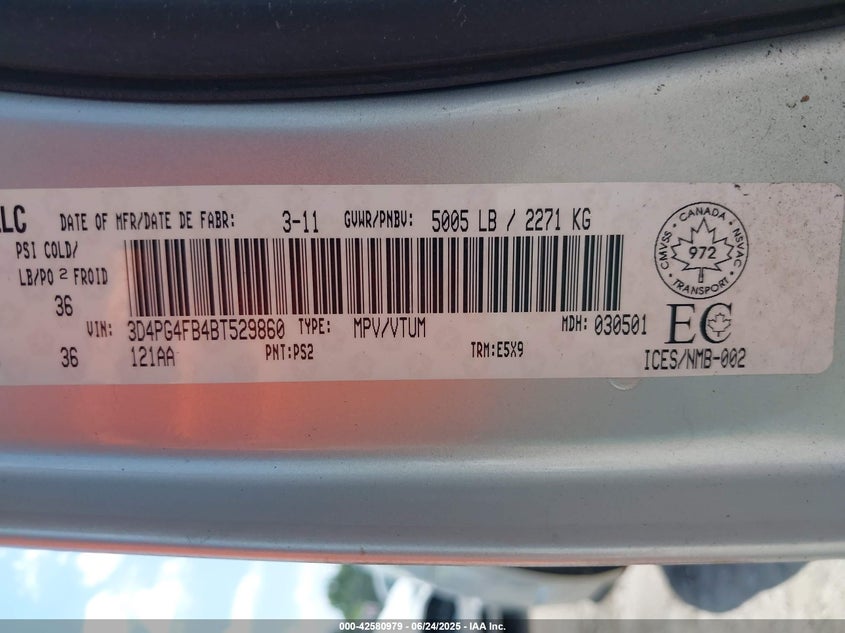 LLC DATE OF MFR/DATE DE FABR: 3-11 GVWR/PNBV: 5005 LB / 2271 KG
PSI COLD/
LB/PO 2 FROID
36
VIN: 3D4PG4FB4BT529860 TYPE: MPV/VTUM MDH: 030501
36 121AA PNT:PS2 TRM:E5X9
CANADA
CMVSS 972 NSVAC
TRANSPORT
EC
ICES/NMB-002
000-42580979 - 06/24/2025 - IAA Inc.